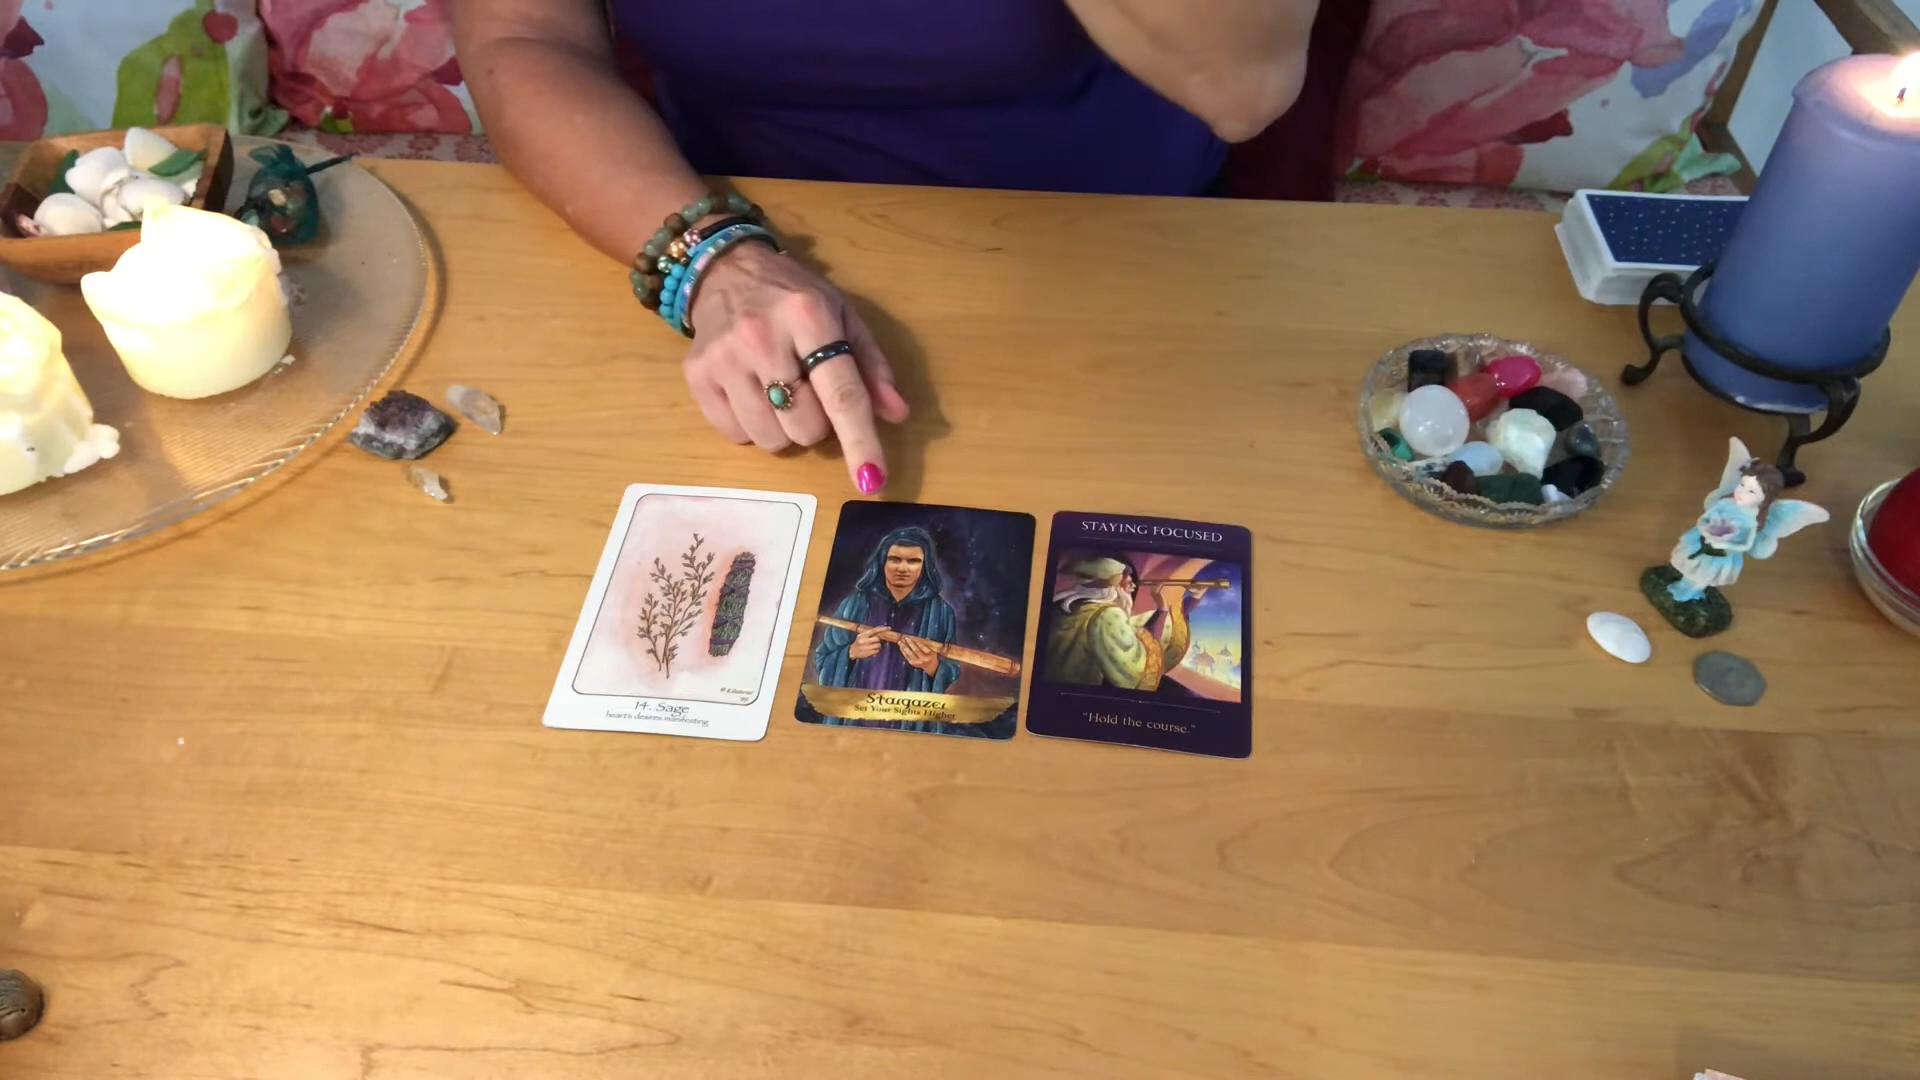 14. Sage
heart's desires manifesting
Stargazer
Set Your Sights Higher
STAYING FOCUSED
"Hold the course."